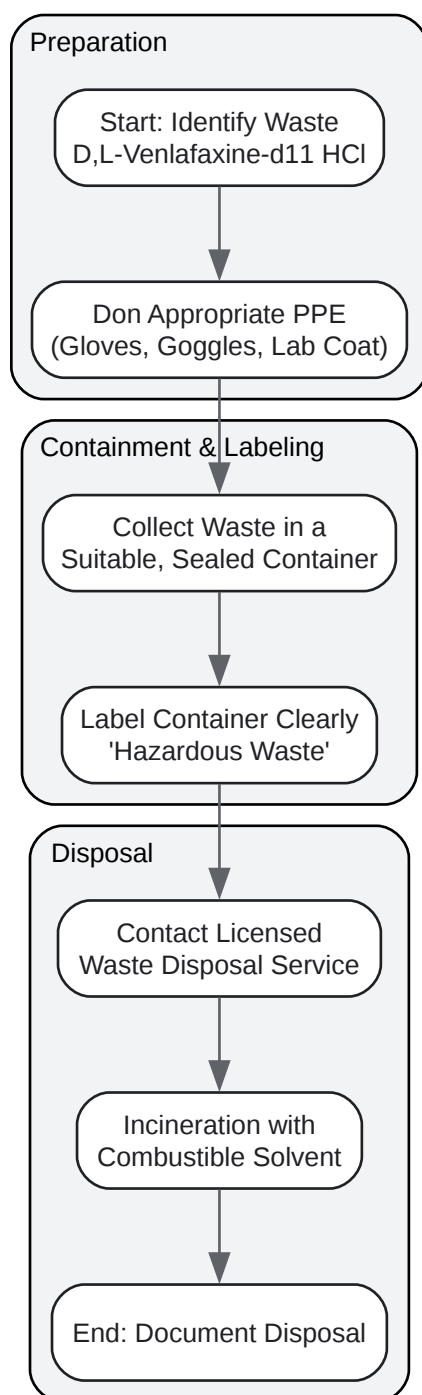 Preparation
Start: Identify Waste
D,L-Venlafaxine-d11 HCl
Don Appropriate PPE
(Gloves, Goggles, Lab Coat)
Containment & Labeling
Collect Waste in a
Suitable, Sealed Container
Label Container Clearly
'Hazardous Waste'
Disposal
Contact Licensed
Waste Disposal Service
Incineration with
Combustible Solvent
End: Document Disposal